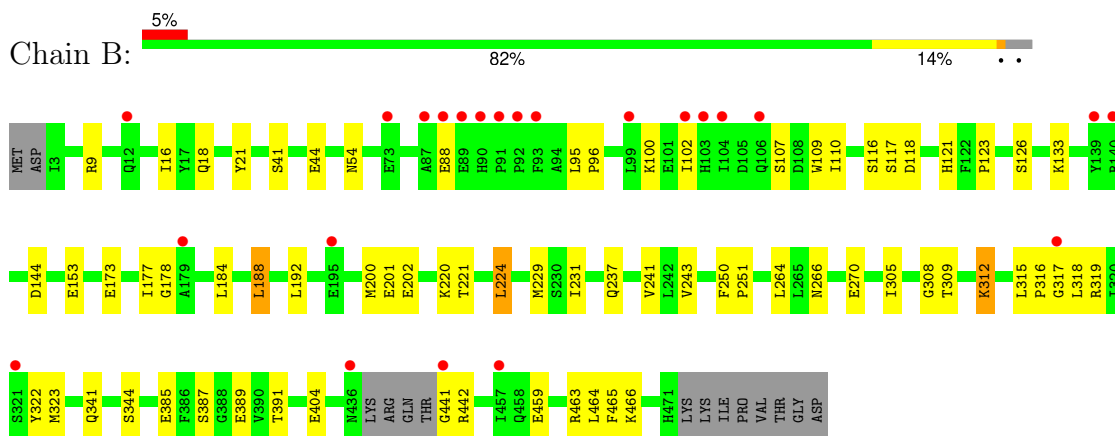 5%
Chain B:
82% 14% • •
MET ASP I3 R9 Q12 I16 Y17 Q18 Y21 S41 E44 N54 E73 A87 E88 E89 H90 P91 P92 F93 A94 L95 P96 L99 K100 E101 I102 H103 I104 D105 Q106 S107 D108 W109 I110 S116 S117 D118 H121 F122 P123 S126 K133 Y139
D144 E153 E173 I177 G178 A179 L184 L188 L192 E195 M200 E201 E202 K220 T221 L224 M229 S230 I231 Q237 V241 L242 V243 F250 P251 L264 L265 N266 E270 I305 G308 T309 K312 L315 P316 G317 L318 R319
S321 Y322 M323 Q341 S344 E385 F386 S387 G388 E389 V390 T391 E404 N436 LYS ARG GLN THR G441 R442 I457 Q458 E459 R463 L464 F465 K466 H471 LYS LYS ILE PRO VAL THR GLY ASP